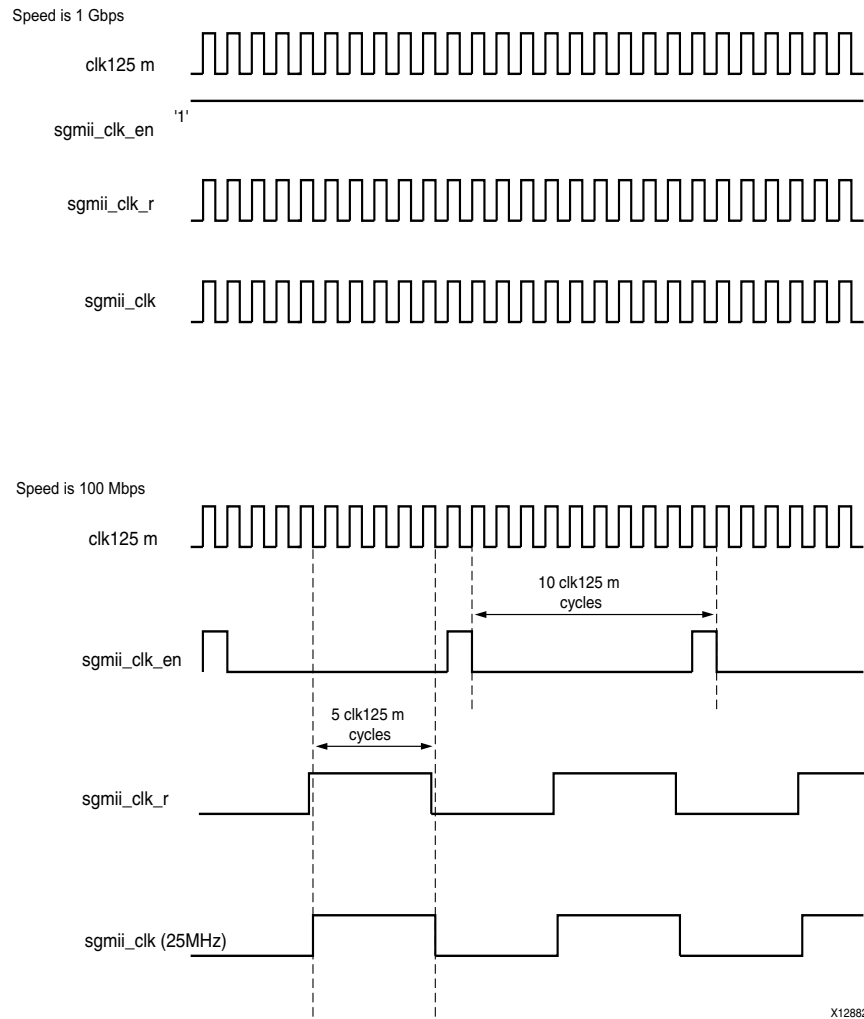 Speed is 1 Gbps
clk125 m
'1'
sgmii_clk_en
sgmii_clk_r
sgmii_clk
Speed is 100 Mbps
clk125 m
10 clk125 m
cycles
sgmii_clk_en
5 clk125 m
cycles
sgmii_clk_r
sgmii_clk (25MHz)
X12882